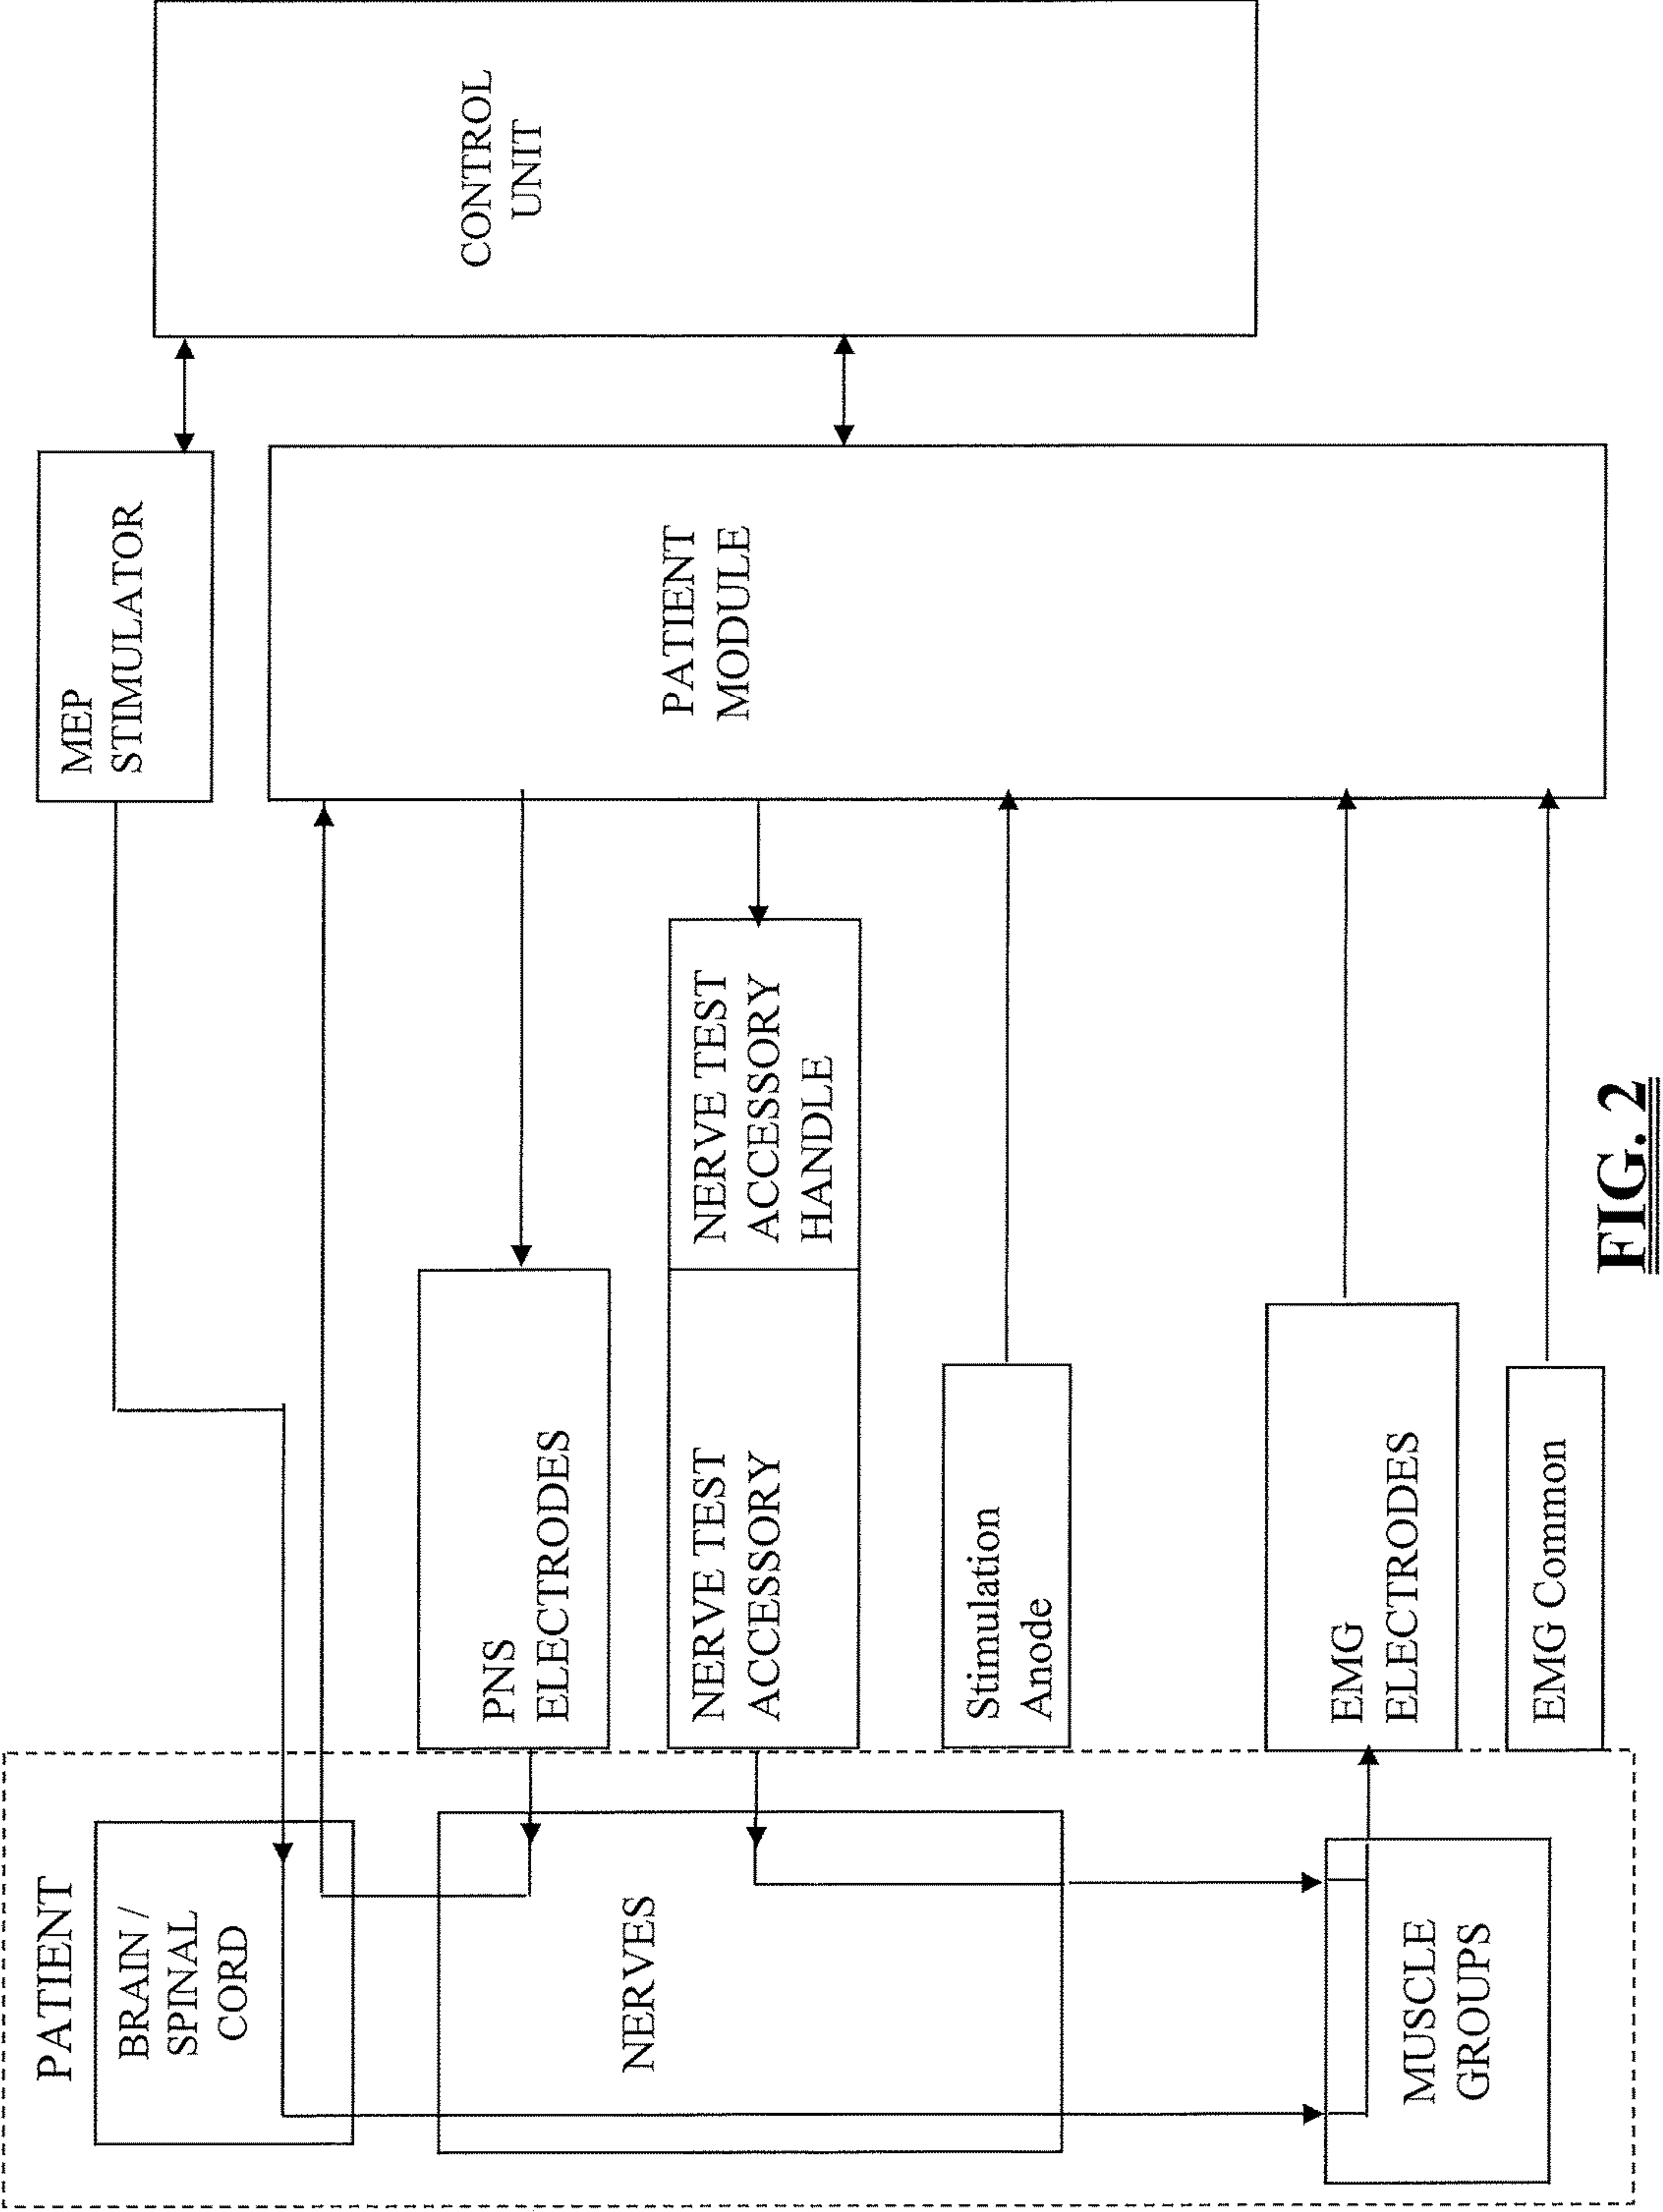 PATIENT
BRAIN /
SPINAL
CORD
NERVES
MUSCLE
GROUPS
PNS
ELECTRODES
NERVE TEST
ACCESSORY
NERVE TEST
ACCESSORY
HANDLE
Stimulation
Anode
EMG
ELECTRODES
EMG Common
MEP
STIMULATOR
PATIENT
MODULE
CONTROL
UNIT
FIG. 2